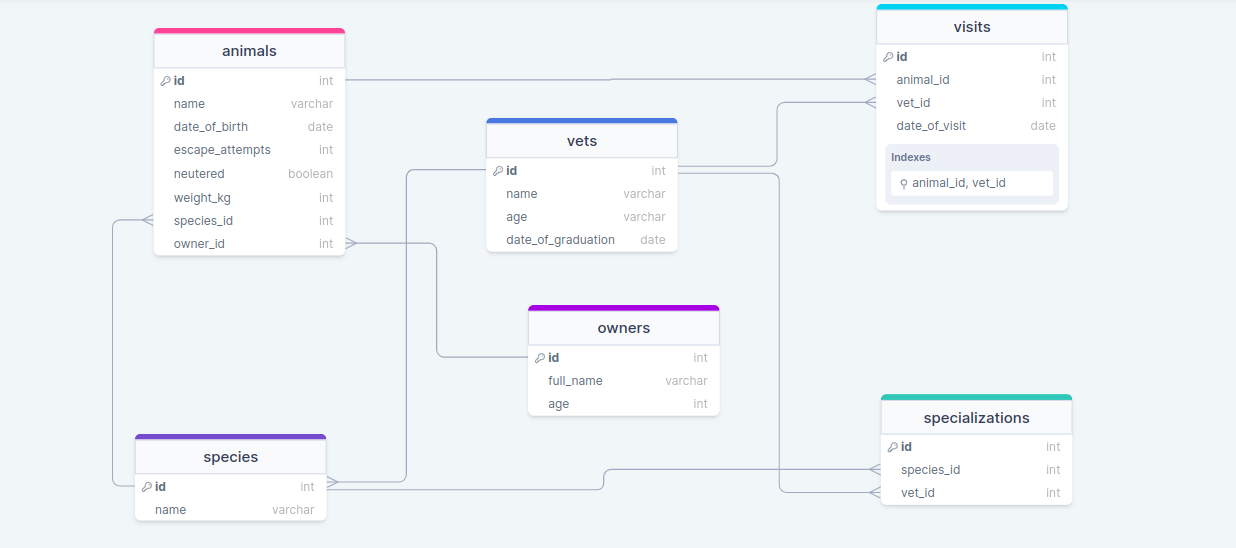 animals
id int
name varchar
date_of_birth date
escape_attempts int
neutered boolean
weight_kg int
species_id int
owner_id int
visits
id int
animal_id int
vet_id int
date_of_visit date
Indexes
animal_id, vet_id
vets
id int
name varchar
age varchar
date_of_graduation date
owners
id int
full_name varchar
age int
species
id int
name varchar
specializations
id int
species_id int
vet_id int